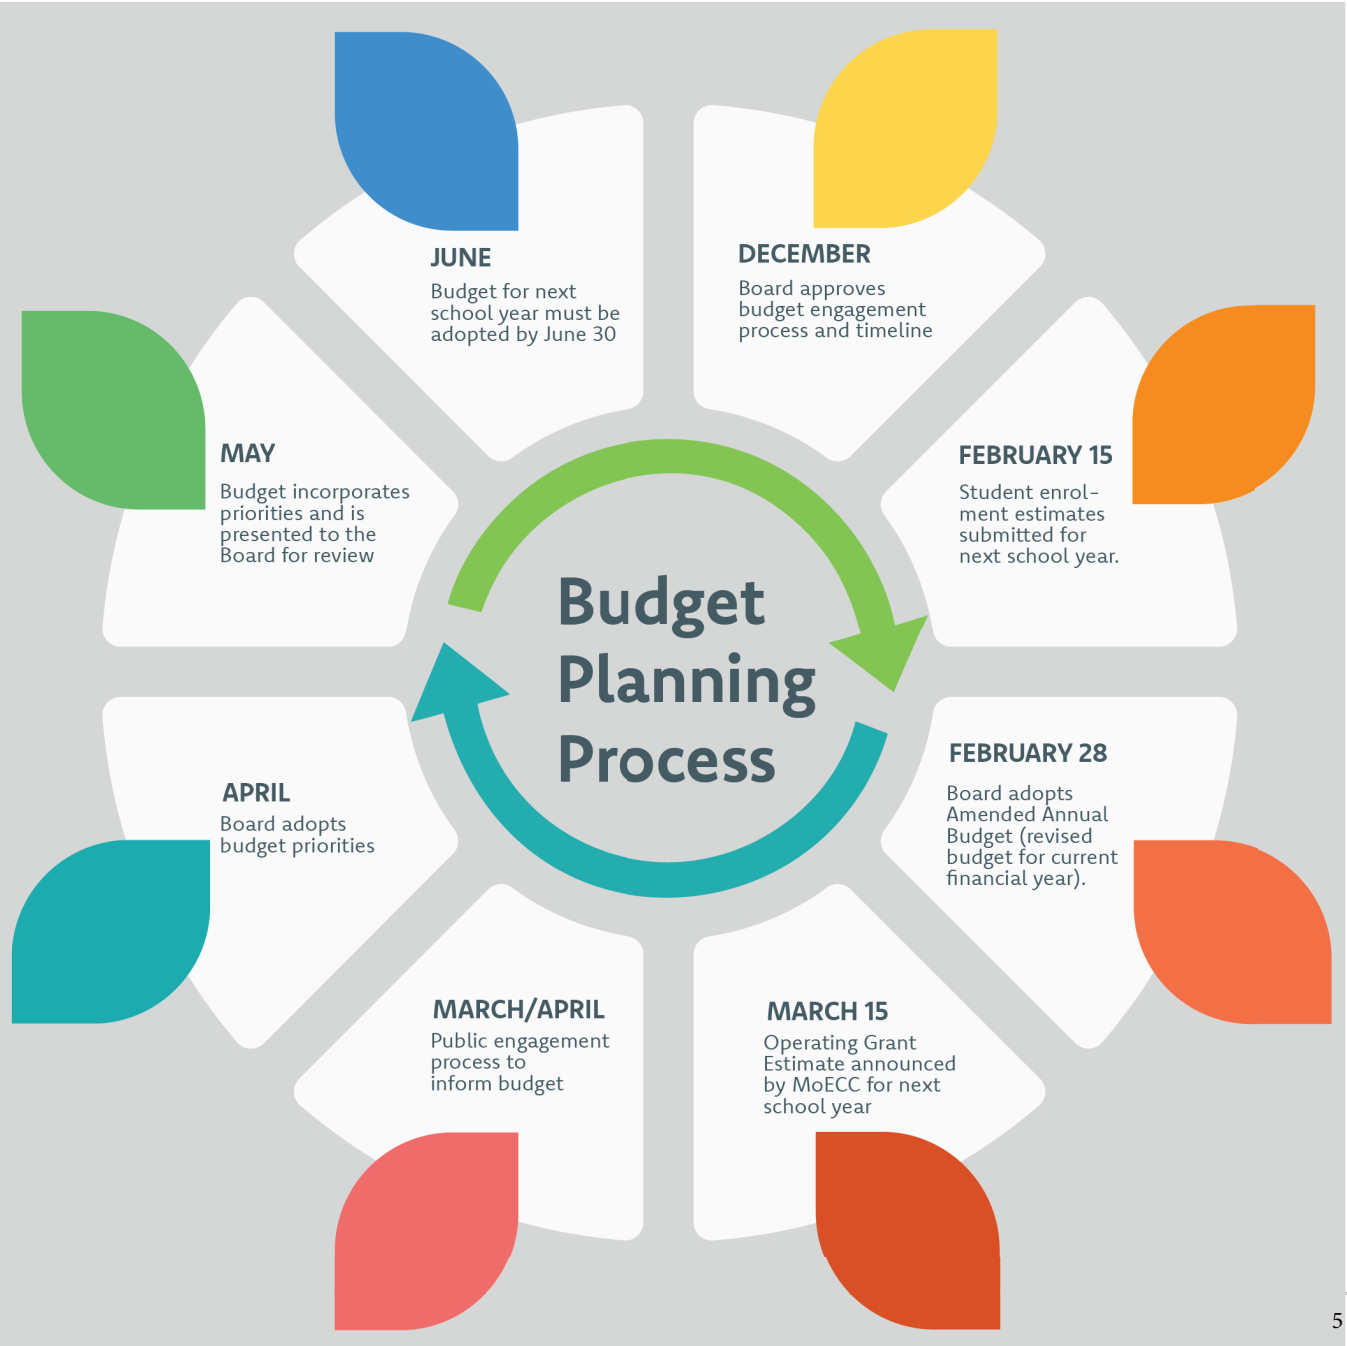 Budget
Planning
Process
DECEMBER
Board approves
budget engagement
process and timeline
FEBRUARY 15
Student enrol-
ment estimates
submitted for
next school year.
FEBRUARY 28
Board adopts
Amended Annual
Budget (revised
budget for current
financial year).
MARCH 15
Operating Grant
Estimate announced
by MoECC for next
school year
MARCH/APRIL
Public engagement
process to
inform budget
APRIL
Board adopts
budget priorities
MAY
Budget incorporates
priorities and is
presented to the
Board for review
JUNE
Budget for next
school year must be
adopted by June 30
5